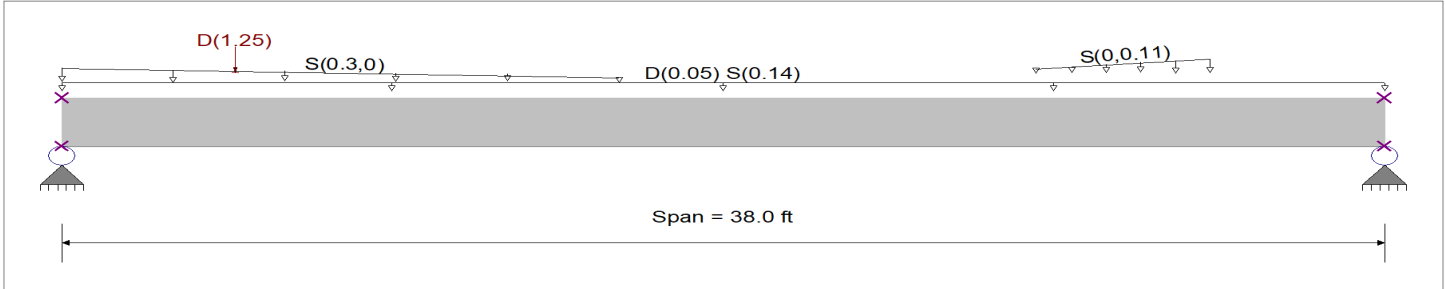 D(1.25)
S(0.3,0)
S(0,0.11)
D(0.05) S(0.14)
Span = 38.0 ft